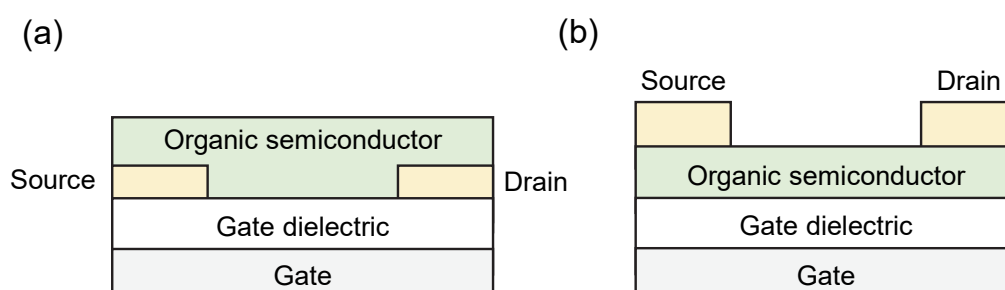 (a)
Organic semiconductor
Source
Drain
Gate dielectric
Gate
(b)
Source
Drain
Organic semiconductor
Gate dielectric
Gate